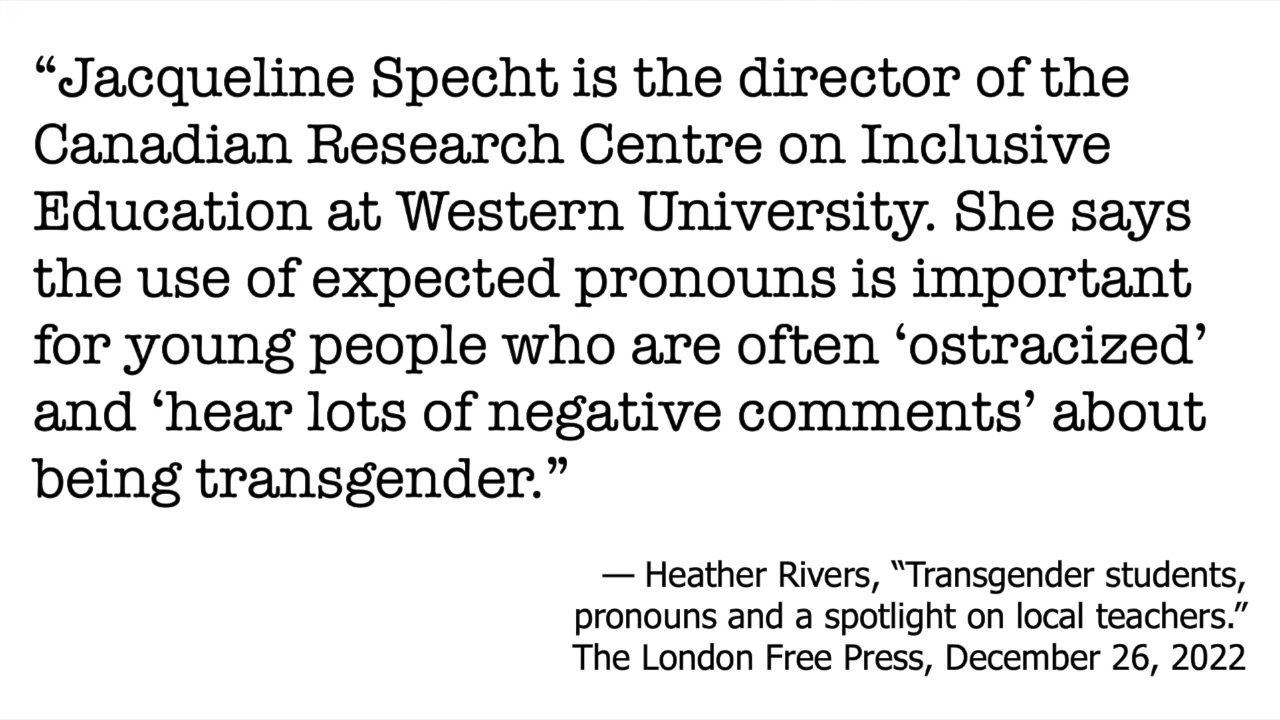 “Jacqueline Specht is the director of the
Canadian Research Centre on Inclusive
Education at Western University. She says
the use of expected pronouns is important
for young people who are often ‘ostracized’
and ‘hear lots of negative comments’ about
being transgender.”
— Heather Rivers, “Transgender students,
pronouns and a spotlight on local teachers.”
The London Free Press, December 26, 2022